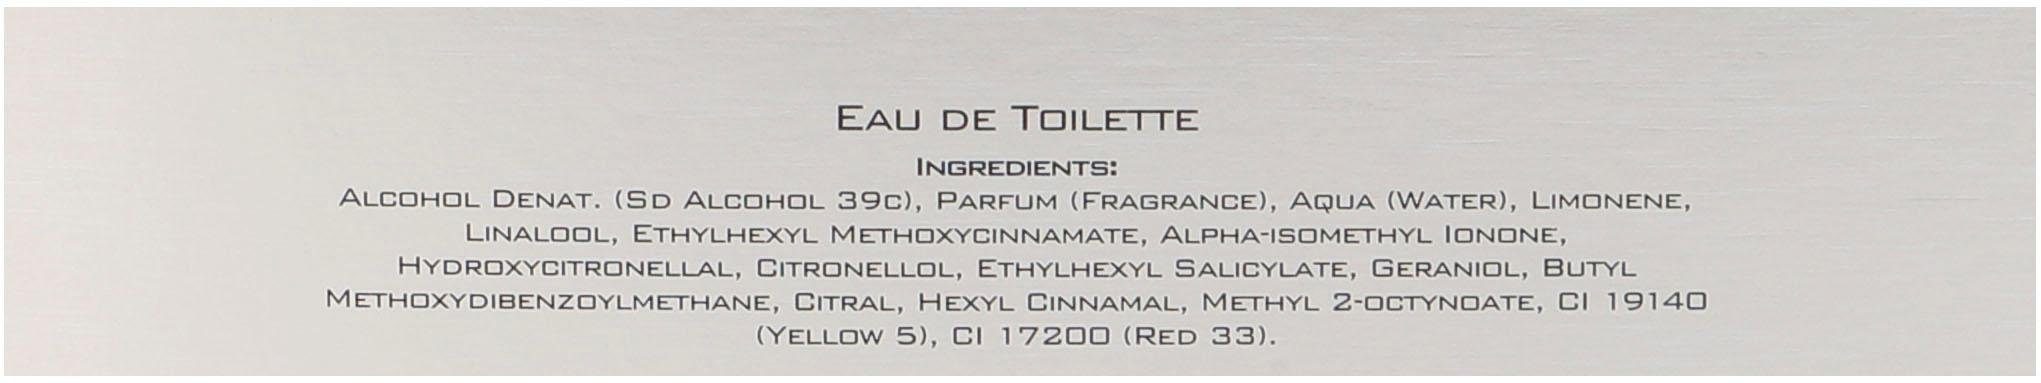 EAU DE TOILETTE
INGREDIENTS:
ALCOHOL DENAT. (SD ALCOHOL 39C), PARFUM (FRAGRANCE), AQUA (WATER), LIMONENE,
LINALOOL, ETHYLHEXYL METHOXYCINNAMATE, ALPHA-ISOMETHYL IONONE,
HYDROXYCITRONELLAL, CITRONELLOL, ETHYLHEXYL SALICYLATE, GERANIOL, BUTYL
METHOXYDIBENZOYLMETHANE, CITRAL, HEXYL CINNAMAL, METHYL 2-OCTYNOATE, CI 19140
(YELLOW 5), CI 17200 (RED 33).